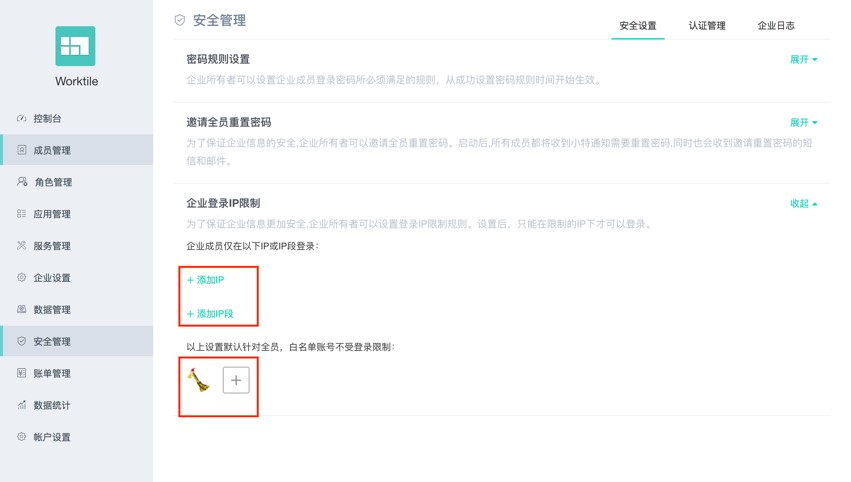 安全管理
安全设置
认证管理
企业日志
Worktile
控制台
成员管理
角色管理
应用管理
服务管理
企业设置
数据管理
安全管理
账单管理
数据统计
帐户设置
密码规则设置
展开
企业所有者可以设置企业成员登录密码所必须满足的规则，从成功设置密码规则时间开始生效。
邀请全员重置密码
展开
为了保证企业信息的安全,企业所有者可以邀请全员重置密码。启动后,所有成员都将收到小特通知需要重置密码,同时也会收到邀请重置密码的短
信和邮件。
企业登录IP限制
收起
为了保证企业信息更加安全,企业所有者可以设置登录IP限制规则。设置后，只能在限制的IP下才可以登录。
企业成员仅在以下IP或IP段登录：
+ 添加IP
+ 添加IP段
以上设置默认针对全员，白名单账号不受登录限制：